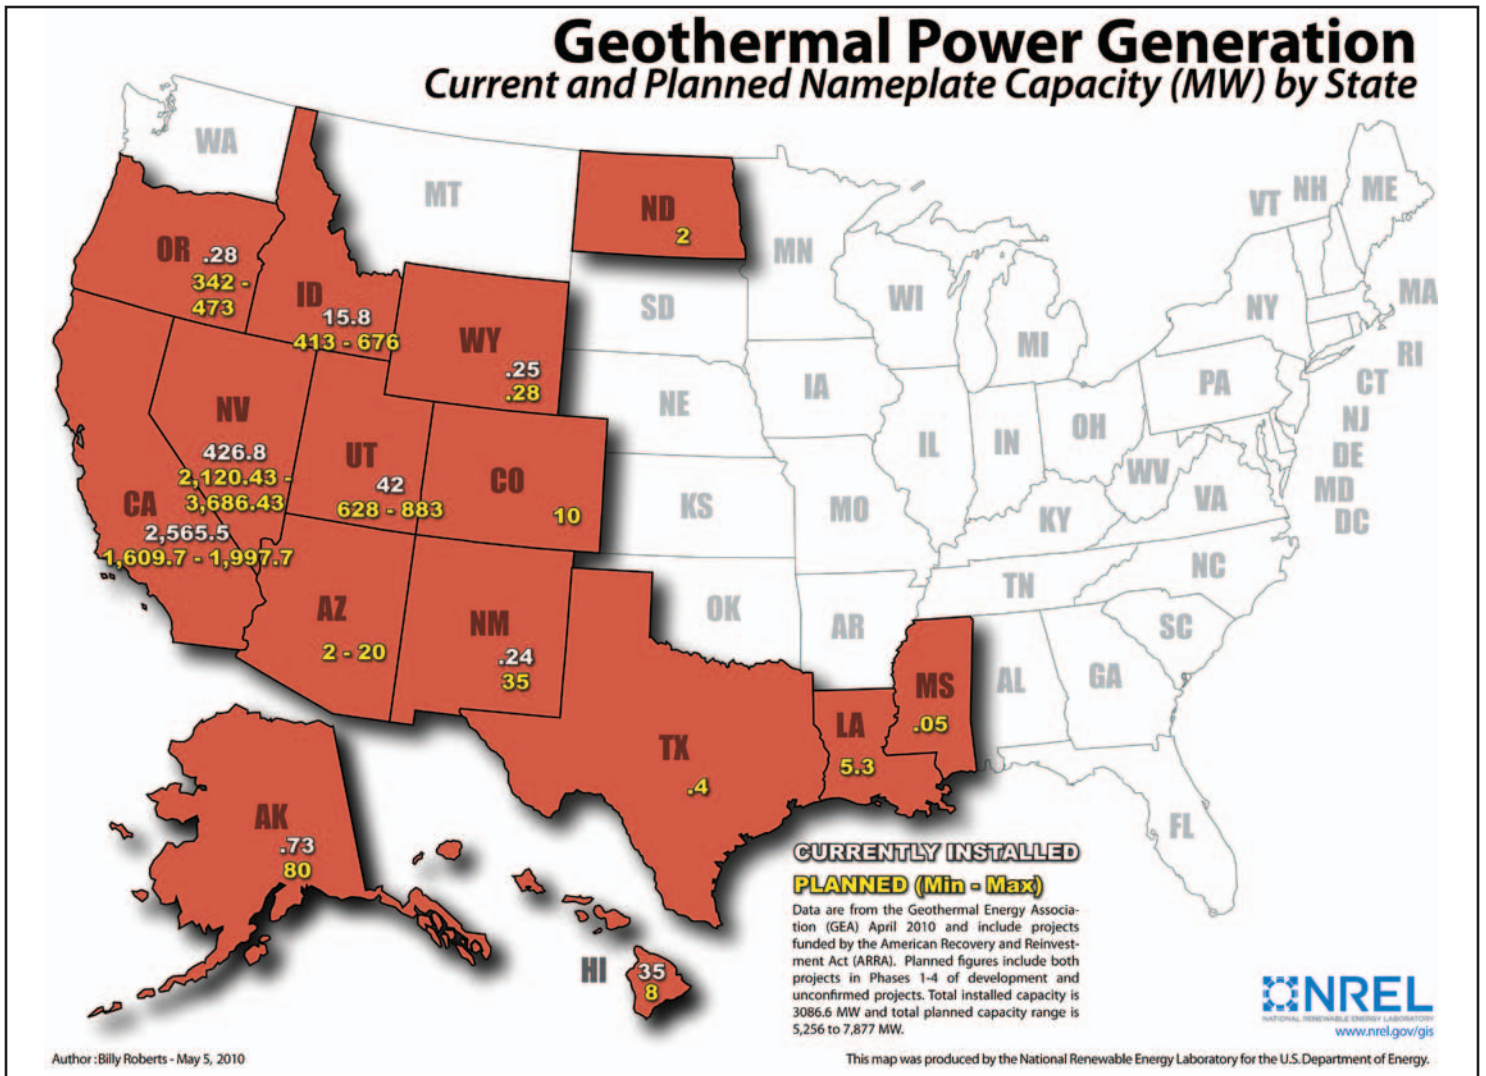 Geothermal Power Generation
Current and Planned Nameplate Capacity (MW) by State
WA
MT
ND
2
MN
VT
NH
ME
OR
.28
342 -
473
ID
15.8
413 - 676
WY
.25
.28
SD
WI
MI
NY
MA
RI
CT
NJ
DE
MD
DC
NV
426.8
2,120.43 -
3,686.43
UT
42
628 - 883
CO
10
NE
IA
IL
IN
OH
PA
WV
VA
CA
2,565.5
1,609.7 - 1,997.7
KS
MO
KY
AZ
2 - 20
NM
.24
35
OK
AR
TN
NC
SC
TX
.4
LA
5.3
MS
.05
AL
GA
FL
AK
.73
80
HI
35
8
CURRENTLY INSTALLED
PLANNED (Min - Max)
Data are from the Geothermal Energy Associa-
tion (GEA) April 2010 and include projects
funded by the American Recovery and Reinvest-
ment Act (ARRA). Planned figures include both
projects in Phases 1-4 of development and
unconfirmed projects. Total installed capacity is
3086.6 MW and total planned capacity range is
5,256 to 7,877 MW.
NREL
NATIONAL RENEWABLE ENERGY LABORATORY
www.nrel.gov/gis
Author : Billy Roberts - May 5, 2010
This map was produced by the National Renewable Energy Laboratory for the U.S. Department of Energy.